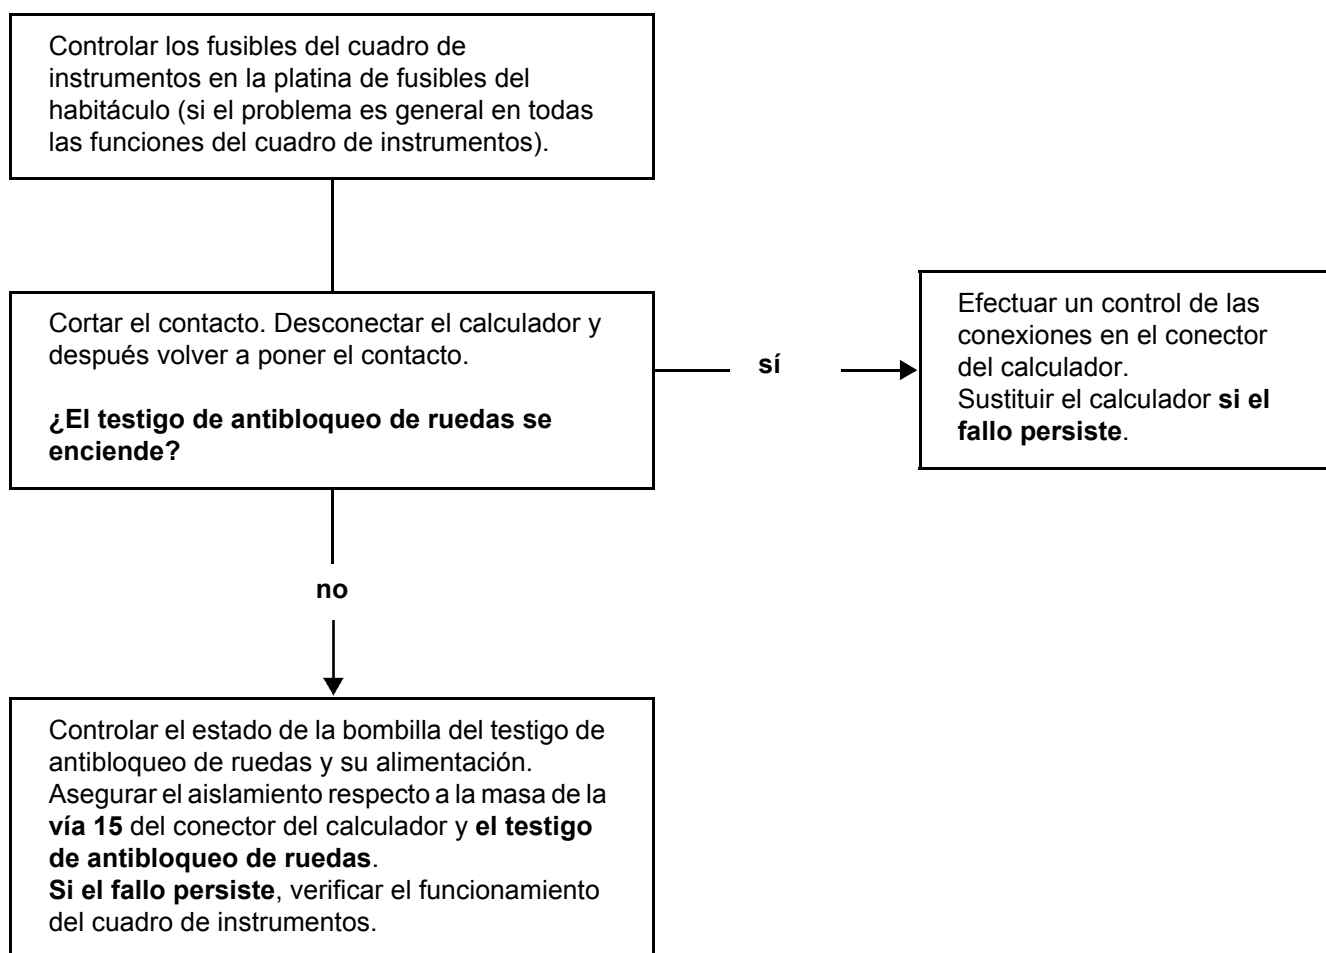 Controlar los fusibles del cuadro de
instrumentos en la platina de fusibles del
habitáculo (si el problema es general en todas
las funciones del cuadro de instrumentos).
Cortar el contacto. Desconectar el calculador y
después volver a poner el contacto.
¿El testigo de antibloqueo de ruedas se
enciende?
sí
Efectuar un control de las
conexiones en el conector
del calculador.
Sustituir el calculador si el
fallo persiste.
no
Controlar el estado de la bombilla del testigo de
antibloqueo de ruedas y su alimentación.
Asegurar el aislamiento respecto a la masa de la
vía 15 del conector del calculador y el testigo
de antibloqueo de ruedas.
Si el fallo persiste, verificar el funcionamiento
del cuadro de instrumentos.